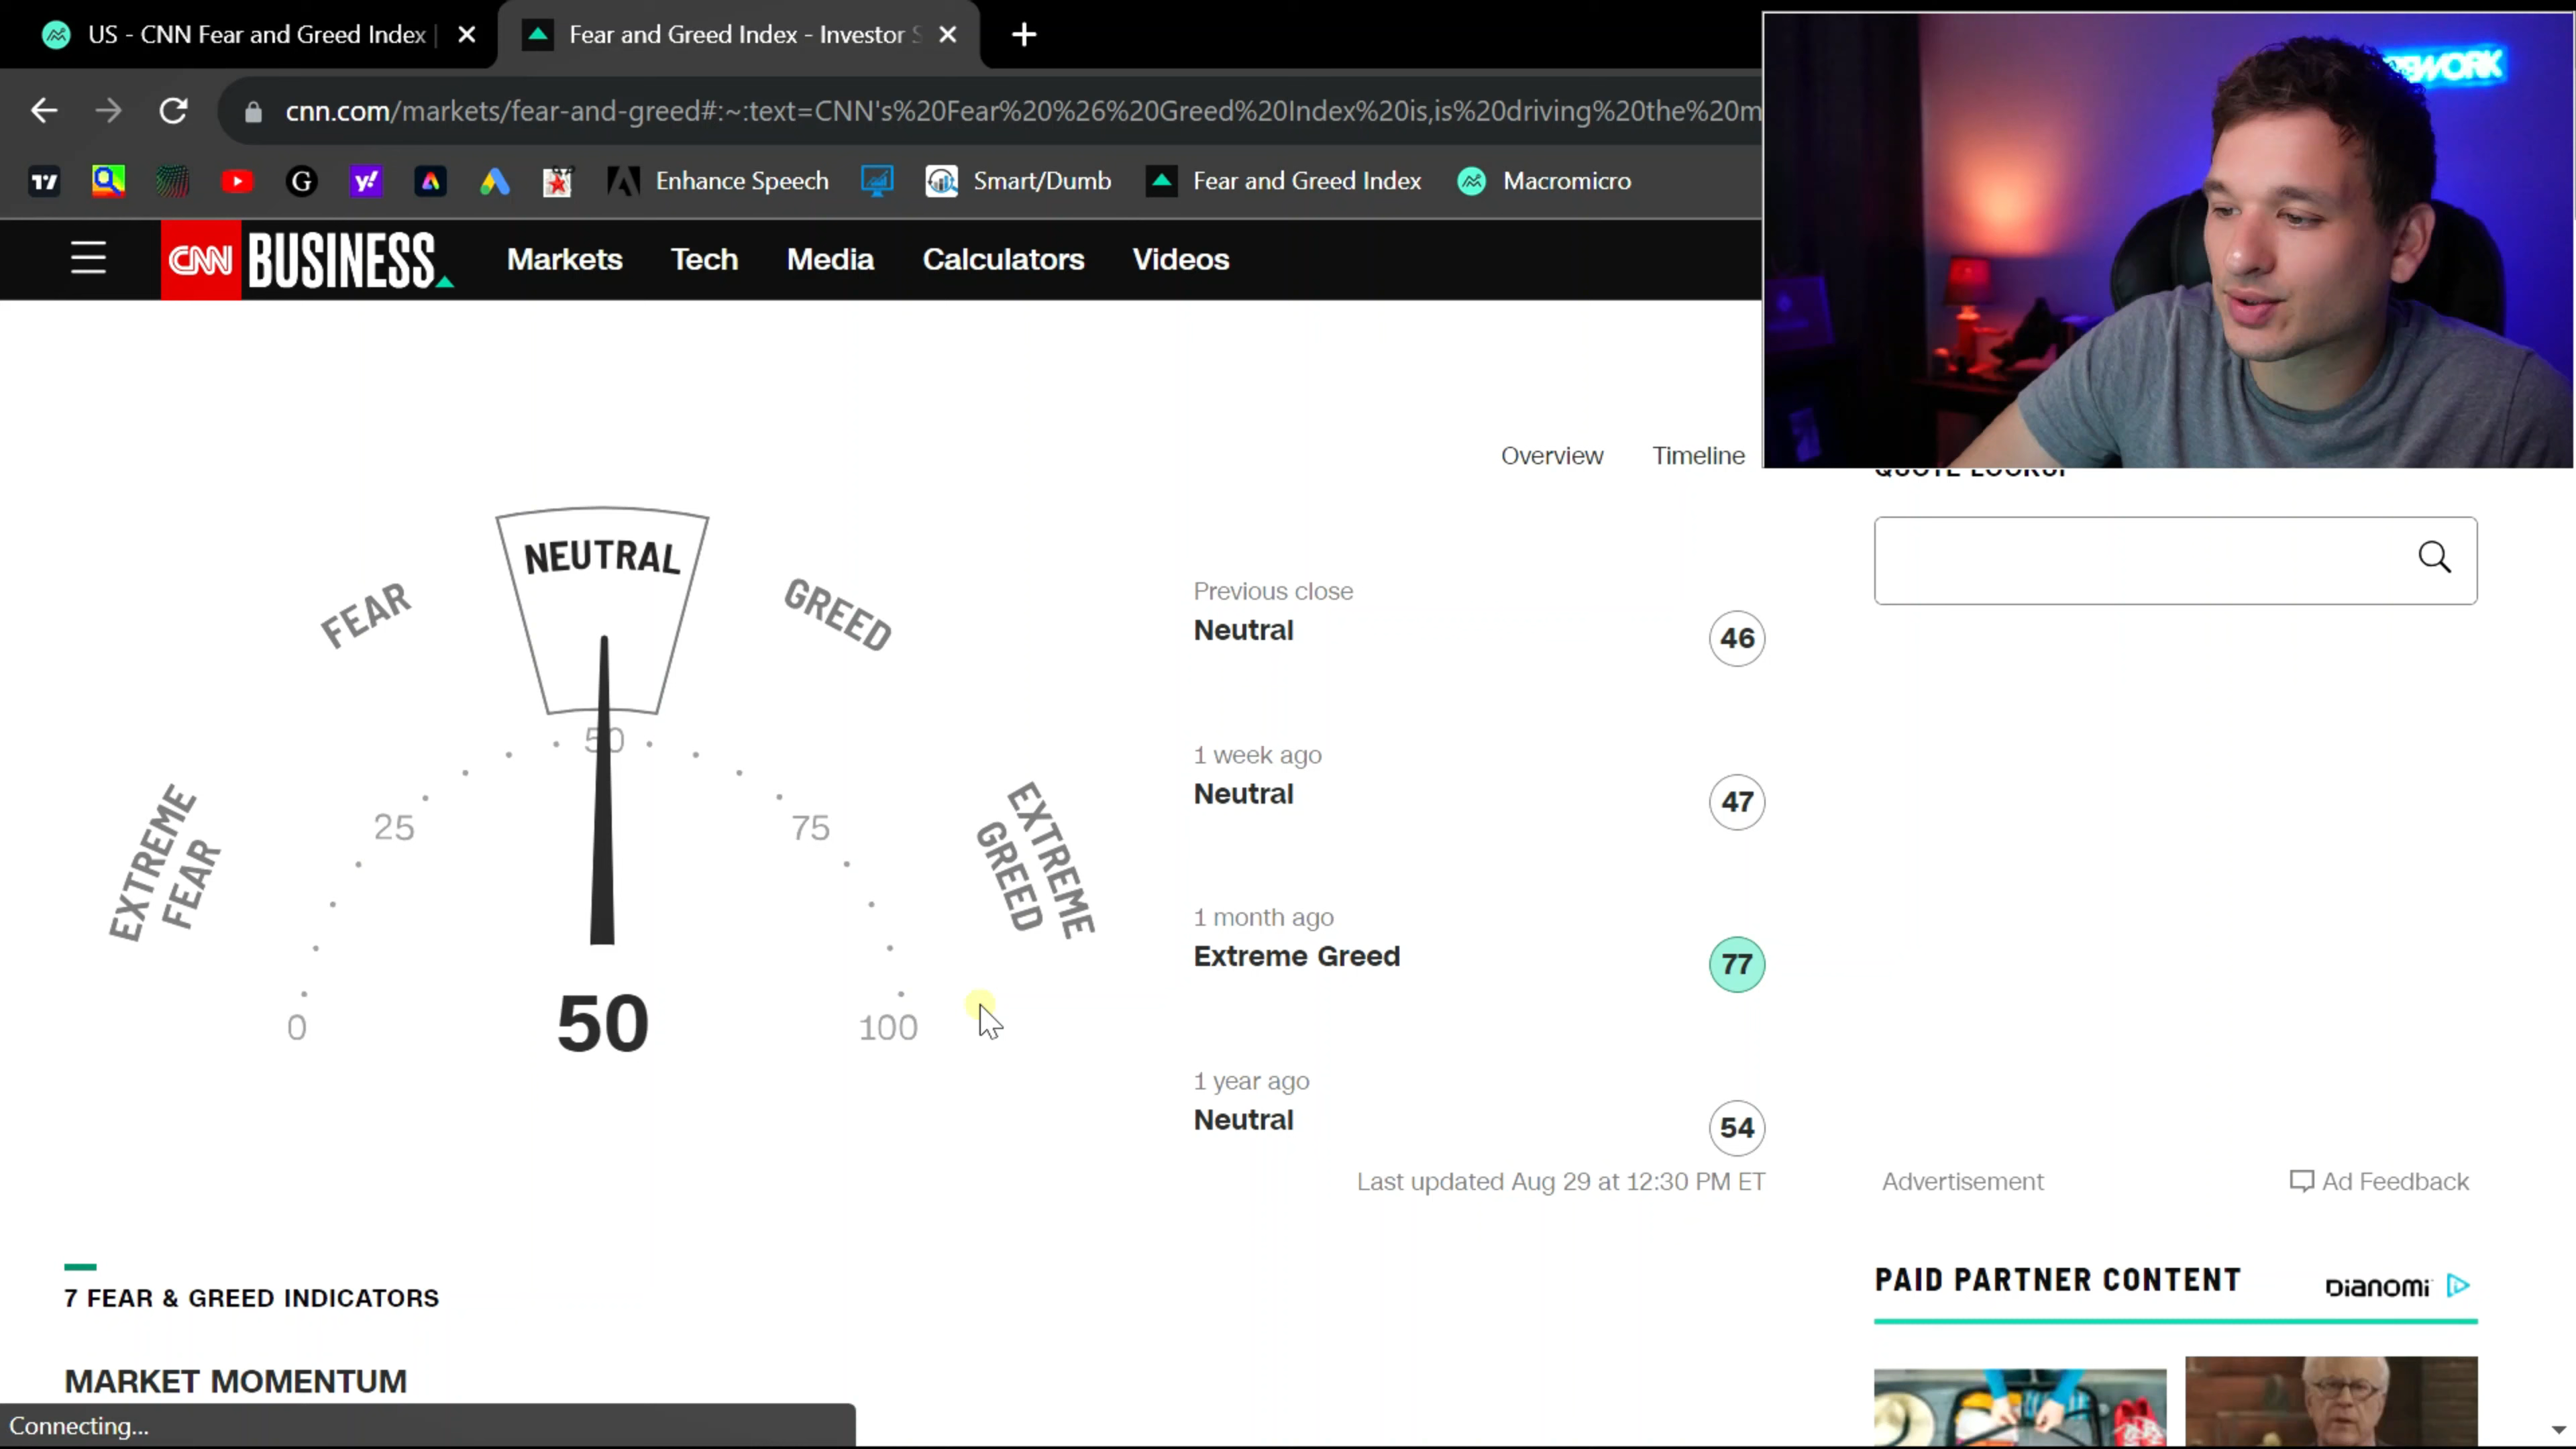 US - CNN Fear and Greed Index |
Fear and Greed Index - Investor S
cnn.com/markets/fear-and-greed#:~:text=CNN's%20Fear%20%26%20Greed%20Index%20is,is%20driving%20the%20m
Enhance Speech
Smart/Dumb
Fear and Greed Index
Macromicro
CNN BUSINESS
Markets
Tech
Media
Calculators
Videos
Overview
Timeline
QUOTE LOOKUP
EXTREME FEAR
FEAR
NEUTRAL
GREED
EXTREME GREED
0
25
50
75
100
50
Previous close
Neutral
46
1 week ago
Neutral
47
1 month ago
Extreme Greed
77
1 year ago
Neutral
54
Last updated Aug 29 at 12:30 PM ET
Advertisement
Ad Feedback
7 FEAR & GREED INDICATORS
MARKET MOMENTUM
PAID PARTNER CONTENT
DIANOMI
Connecting...